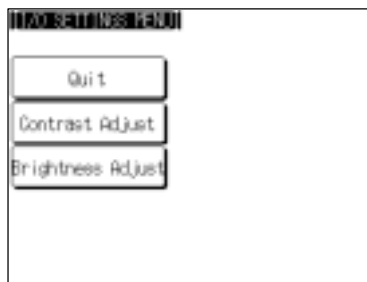 [I/O SETTINGS MENU]
Quit
Contrast Adjust
Brightness Adjust